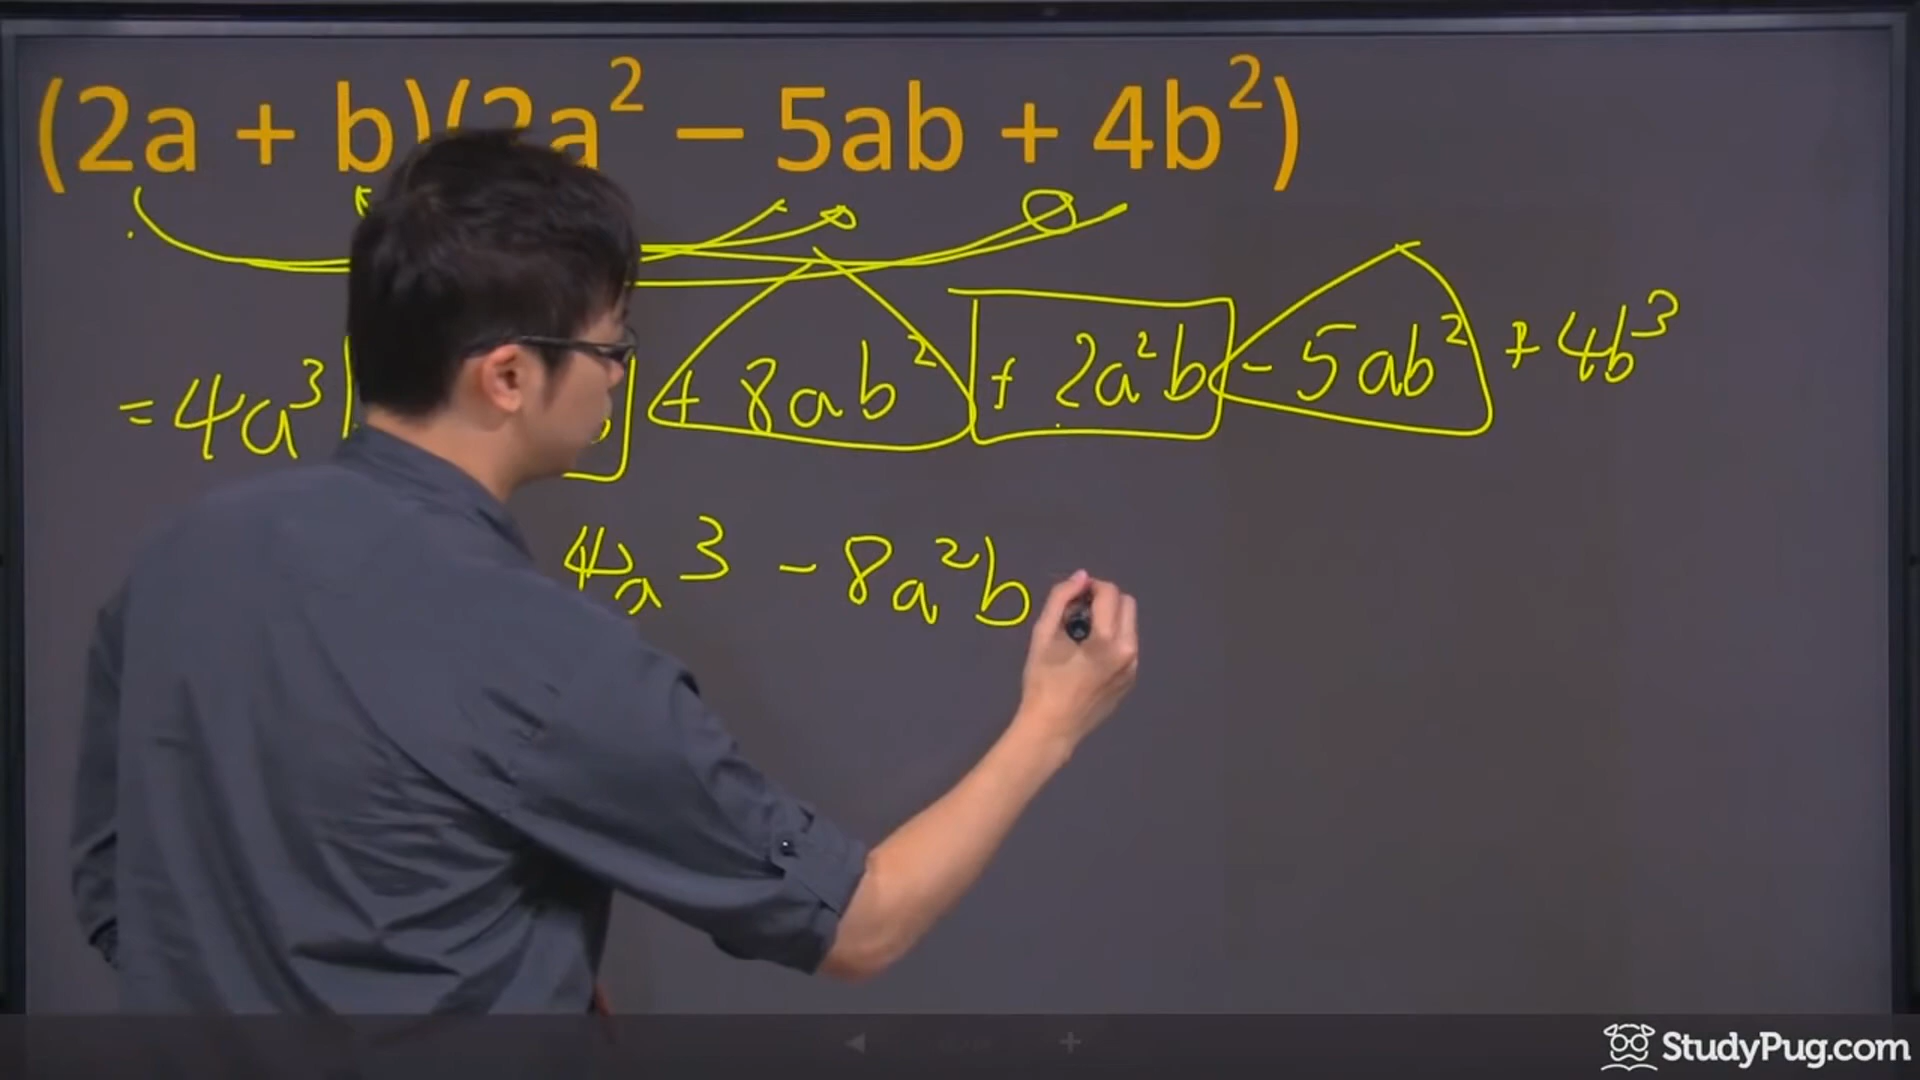 (2a + b)(2a² − 5ab + 4b²)
= 4a³ + 8ab² + 2a²b - 5ab² + 4b³
4a³ - 8a²b
StudyPug.com